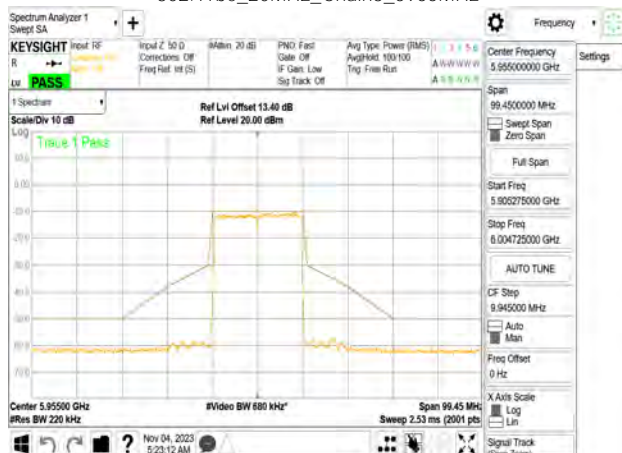 Spectrum Analyzer 1
Swept SA
Frequency
KEYSIGHT
Input: RF
Input Z: 50 Ω
#Atten: 20 dB
PNO: Fast
Avg Type: Power (RMS)
Corrections: Off
Gate: Off
Avg|Hold: 100/100
Freq Ref: Int (S)
IF Gain: Low
Trig: Free Run
Sig Track: Off
PASS
Center Frequency
5.955000000 GHz
Settings
Span
99.4500000 MHz
Swept Span
Zero Span
Full Span
Start Freq
5.905275000 GHz
Stop Freq
6.004725000 GHz
AUTO TUNE
CF Step
9.945000 MHz
Auto
Man
Freq Offset
0 Hz
X Axis Scale
Log
Lin
Signal Track
1 Spectrum
Scale/Div 10 dB
Ref Lvl Offset 13.40 dB
Ref Level 20.00 dBm
Log
Trace 1 Pass
Center 5.95500 GHz
#Video BW 680 kHz*
Span 99.45 MHz
#Res BW 220 kHz
Sweep 2.53 ms (2001 pts
Nov 04, 2023
5:23:12 AM